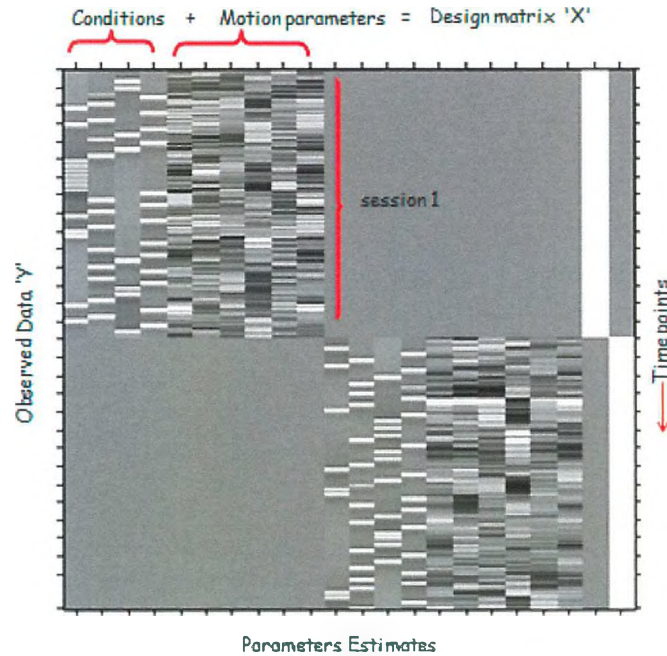 Conditions + Motion parameters = Design matrix 'X'
session 1
Observed Data 'Y'
Time points
Parameters Estimates